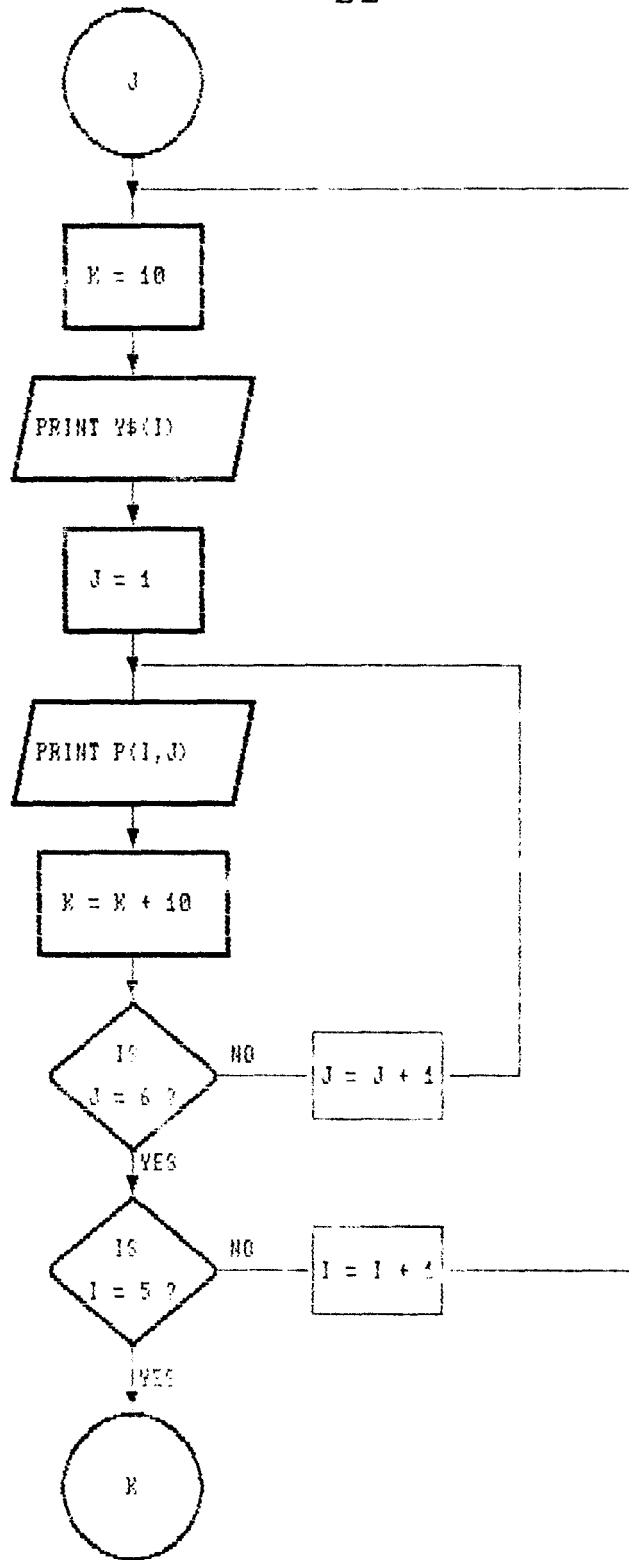 J
K = 10
PRINT Y$(I)
J = 1
PRINT P(I,J)
K = K + 10
IS
J = 6 ?
NO
J = J + 1
YES
IS
I = 5 ?
NO
I = I + 1
YES
K